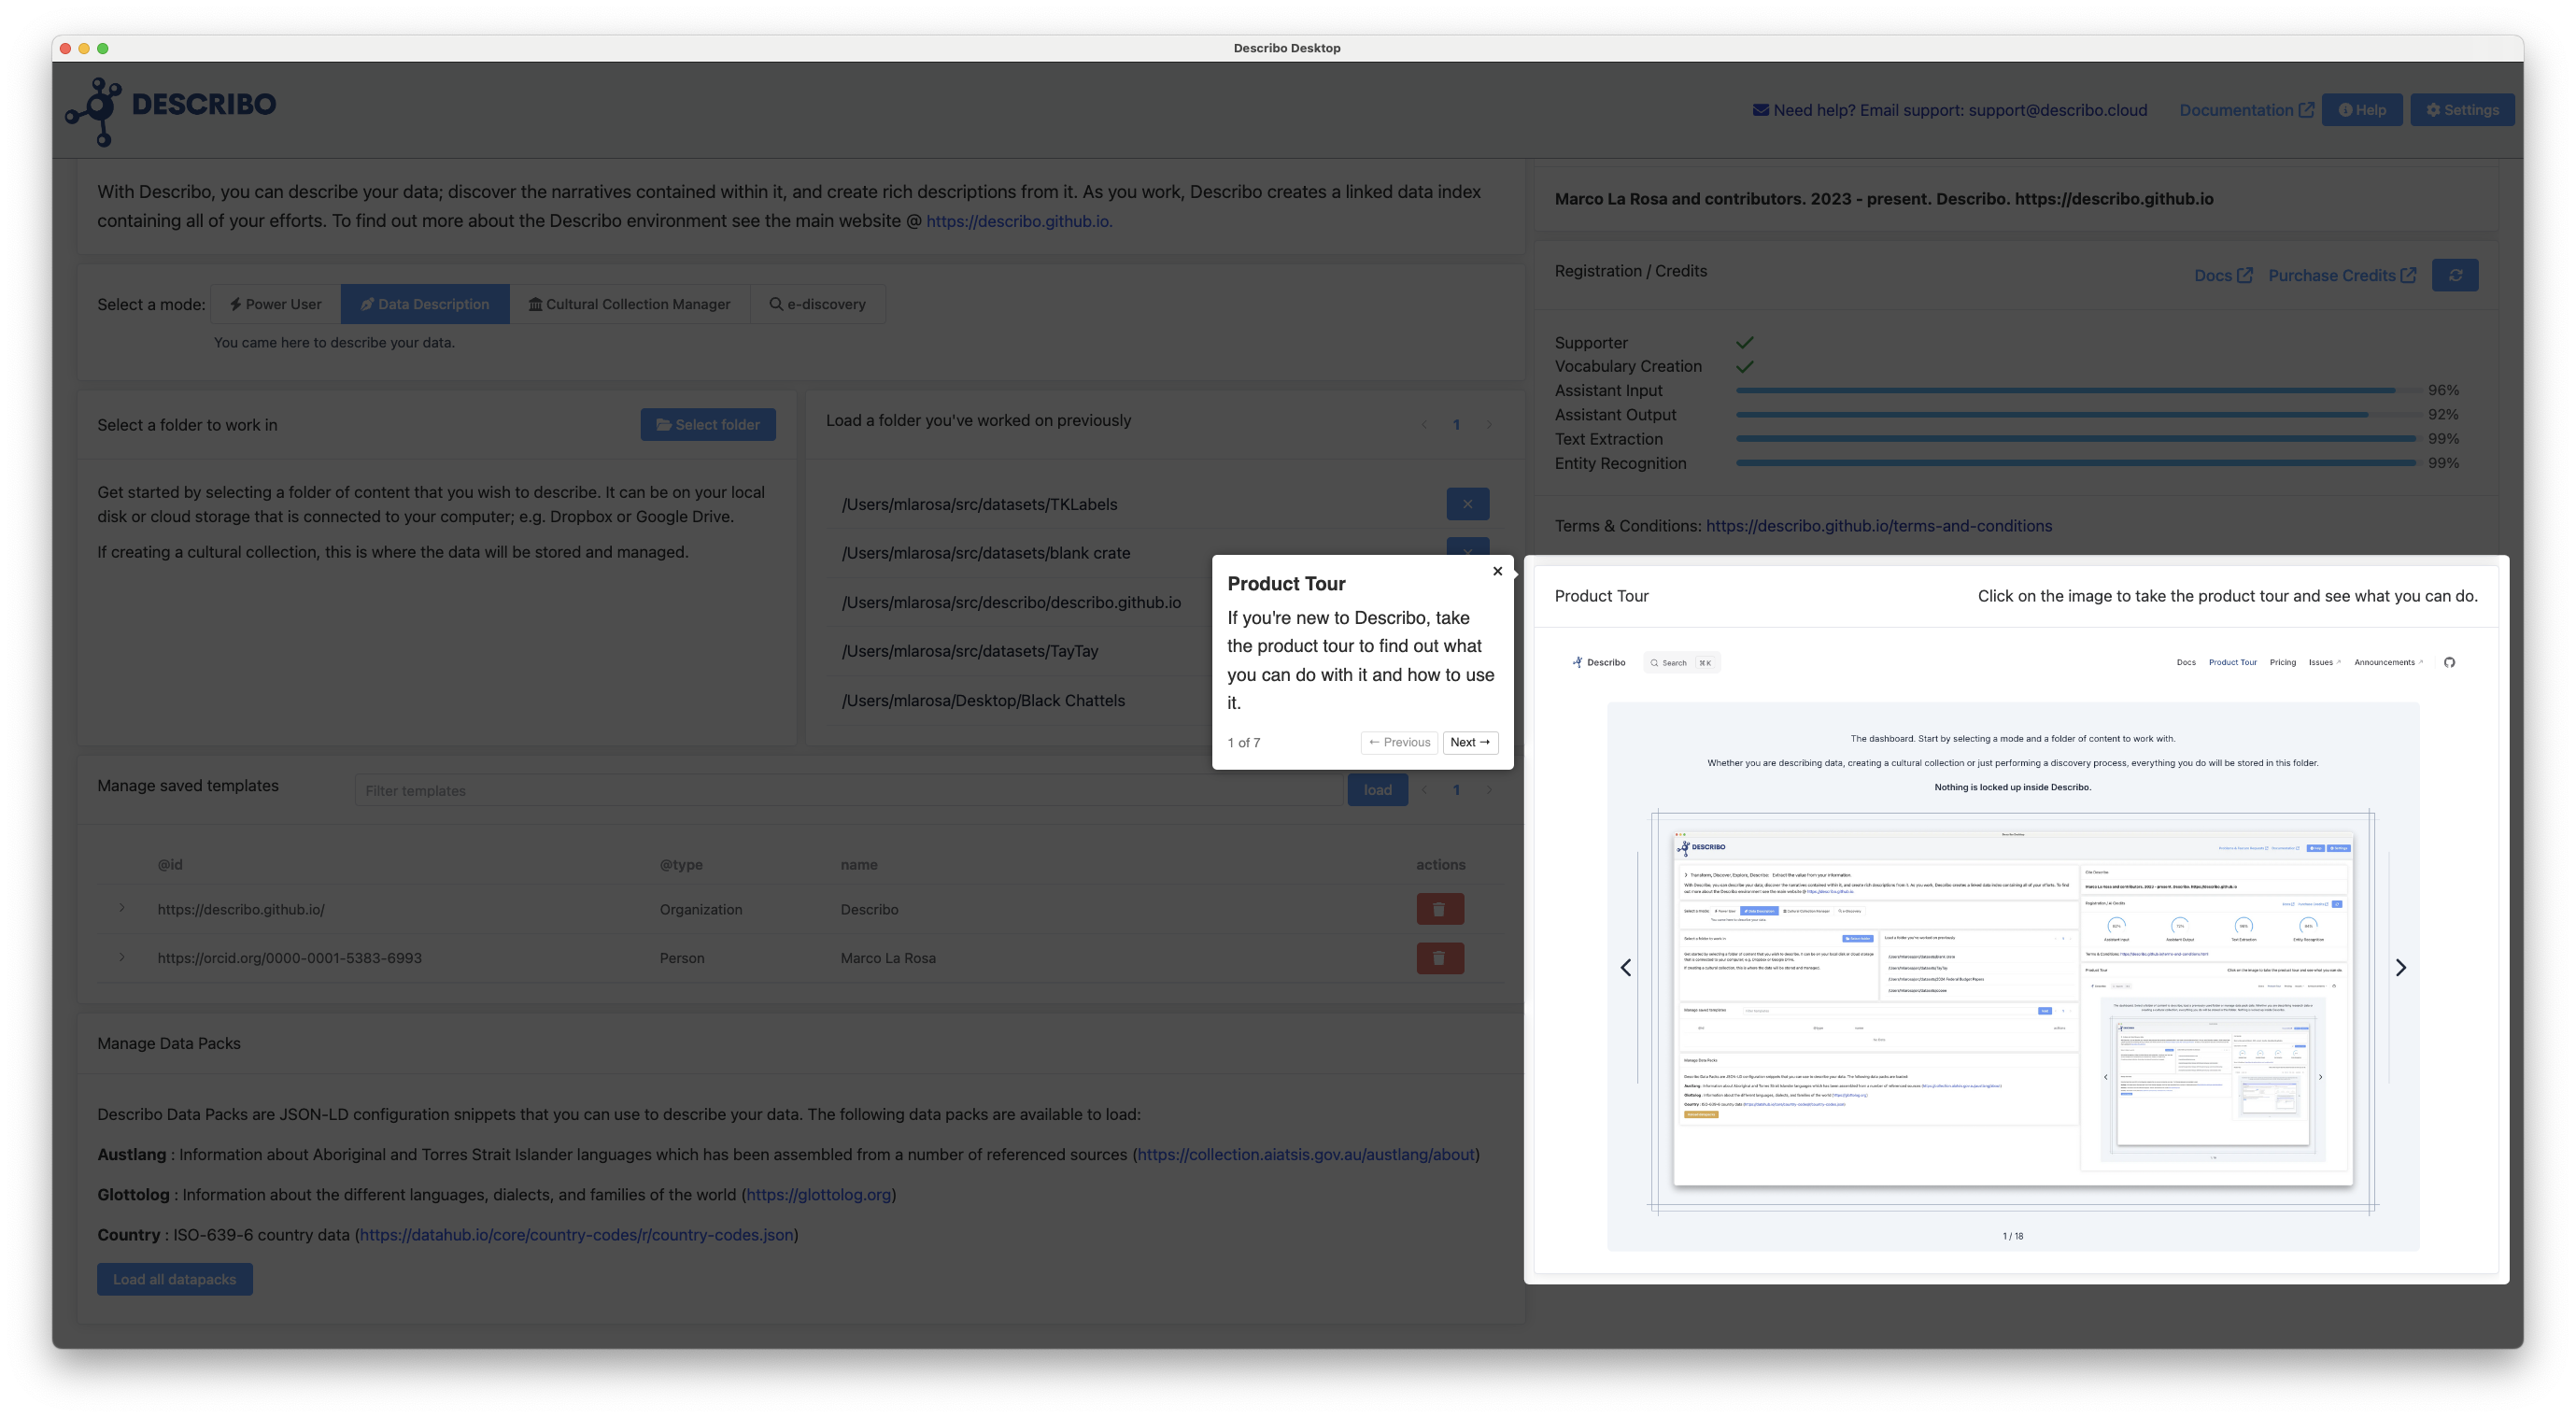 Describo Desktop
DESCRIBO
Need help? Email support: support@describo.cloud
Documentation
Help
Settings
With Describo, you can describe your data; discover the narratives contained within it, and create rich descriptions from it. As you work, Describo creates a linked data index
containing all of your efforts. To find out more about the Describo environment see the main website @ https://describo.github.io.
Select a mode:
Power User
Data Description
Cultural Collection Manager
e-discovery
You came here to describe your data.
Select a folder to work in
Select folder
Get started by selecting a folder of content that you wish to describe. It can be on your local
disk or cloud storage that is connected to your computer; e.g. Dropbox or Google Drive.
If creating a cultural collection, this is where the data will be stored and managed.
Load a folder you've worked on previously
1
/Users/mlarosa/src/datasets/TKLabels
/Users/mlarosa/src/datasets/blank crate
/Users/mlarosa/src/describo/describo.github.io
/Users/mlarosa/src/datasets/TayTay
/Users/mlarosa/Desktop/Black Chattels
Product Tour
If you're new to Describo, take
the product tour to find out what
you can do with it and how to use
it.
1 of 7
← Previous
Next →
Manage saved templates
Filter templates
load
1
@id @type name actions
https://describo.github.io/ Organization Describo
https://orcid.org/0000-0001-5383-6993 Person Marco La Rosa
Manage Data Packs
Describo Data Packs are JSON-LD configuration snippets that you can use to describe your data. The following data packs are available to load:
Austlang : Information about Aboriginal and Torres Strait Islander languages which has been assembled from a number of referenced sources (https://collection.aiatsis.gov.au/austlang/about)
Glottolog : Information about the different languages, dialects, and families of the world (https://glottolog.org)
Country : ISO-639-6 country data (https://datahub.io/core/country-codes/r/country-codes.json)
Load all datapacks
Marco La Rosa and contributors. 2023 - present. Describo. https://describo.github.io
Registration / Credits
Docs
Purchase Credits
Supporter
Vocabulary Creation
Assistant Input 96%
Assistant Output 92%
Text Extraction 99%
Entity Recognition 99%
Terms & Conditions: https://describo.github.io/terms-and-conditions
Product Tour
Click on the image to take the product tour and see what you can do.
Describo
Search ⌘ K
Docs Product Tour Pricing Issues Announcements
The dashboard. Start by selecting a mode and a folder of content to work with.
Whether you are describing data, creating a cultural collection or just performing a discovery process, everything you do will be stored in this folder.
Nothing is locked up inside Describo.
DESCRIBO
1 / 18